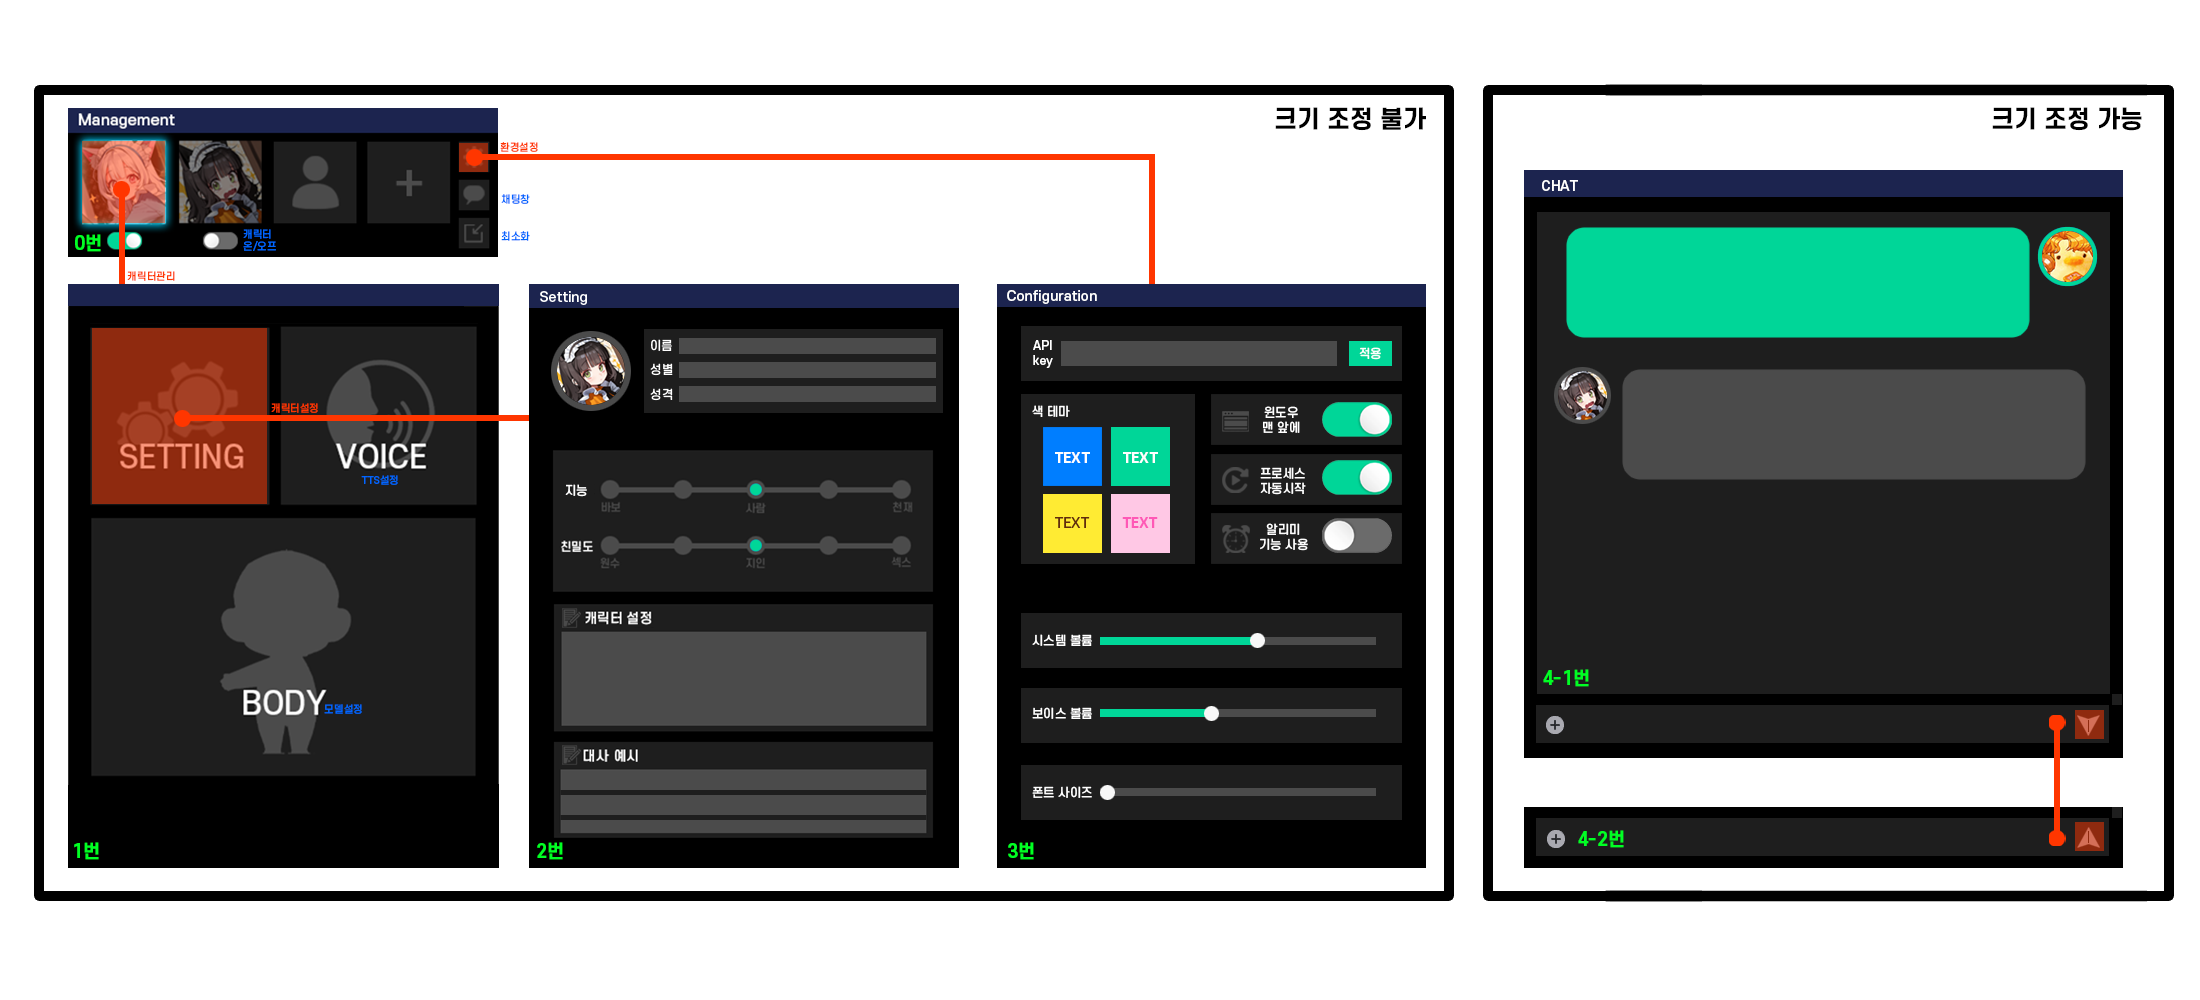 크기 조정 불가
Management
환경설정
채팅창
최소화
0번
캐릭터
온/오프
캐릭터관리
SETTING
캐릭터설정
VOICE
TTS설정
BODY
모델설정
1번
Setting
이름
성별
성격
지능
바보
사람
천재
친밀도
원수
지인
섹스
캐릭터 설정
대사 예시
2번
Configuration
API
key
적용
색 테마
TEXT
TEXT
TEXT
TEXT
윈도우
맨 앞에
프로세스
자동시작
알리미
기능 사용
시스템 볼륨
보이스 볼륨
폰트 사이즈
3번
크기 조정 가능
CHAT
4-1번
4-2번